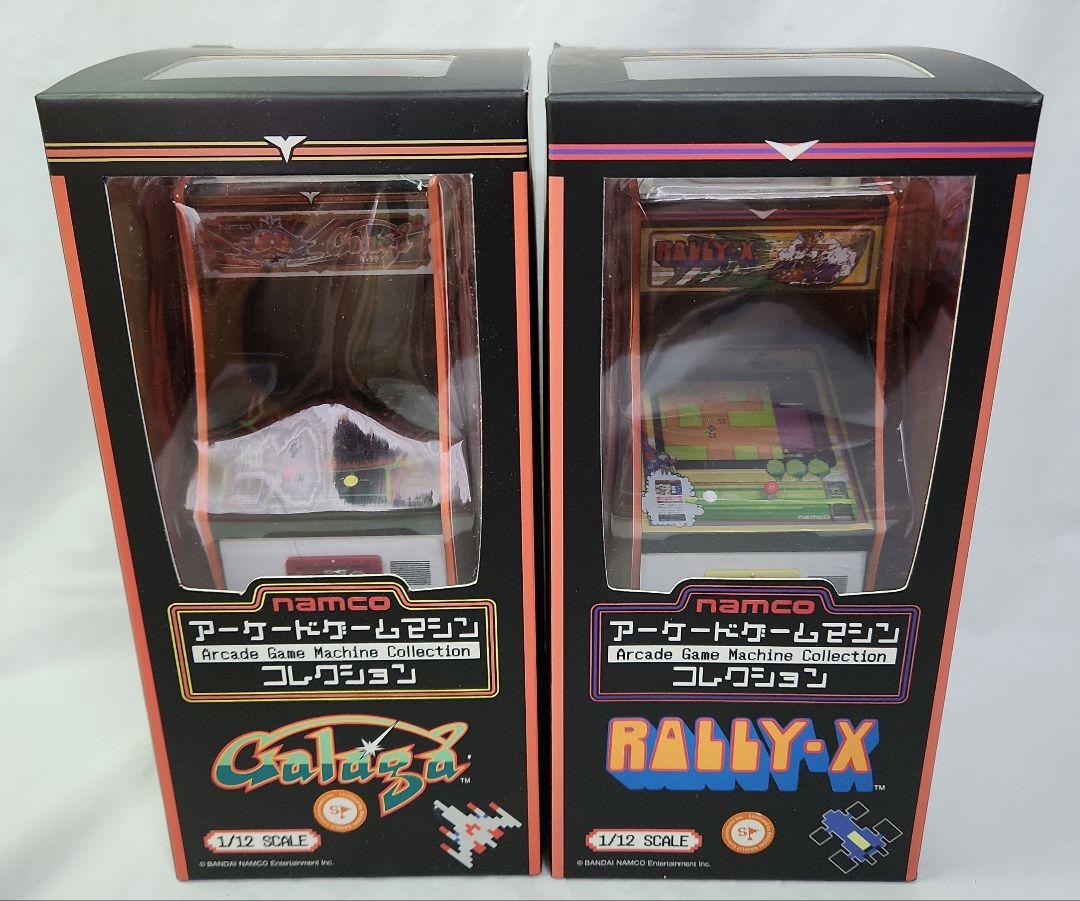 namco
Galaga
namco
アーケードゲームマシン
Arcade Game Machine Collection
コレクション
Galaga™
1/12 SCALE
©BANDAI NAMCO Entertainment Inc.
RALLY-X
namco
namco
アーケードゲームマシン
Arcade Game Machine Collection
コレクション
RALLY-X™
1/12 SCALE
©BANDAI NAMCO Entertainment Inc.